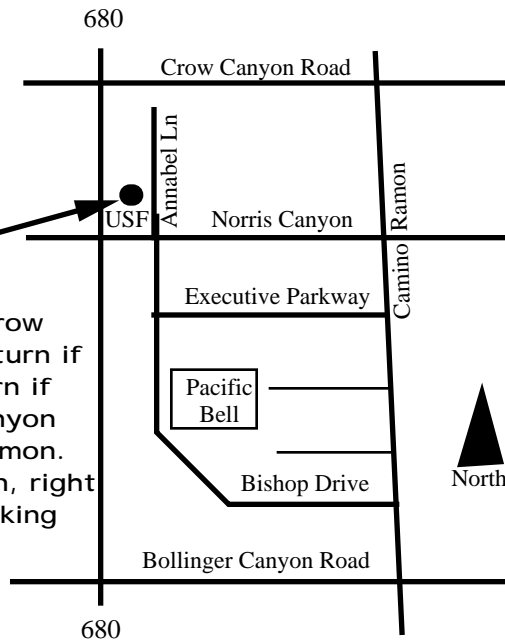 680
Crow Canyon Road
Annabel Ln
USF
Norris Canyon
Camino Ramon
Executive Parkway
row
turn if
rn if
Pacific
Bell
nyon
mon.
n, right
king
Bishop Drive
North
Bollinger Canyon Road
680